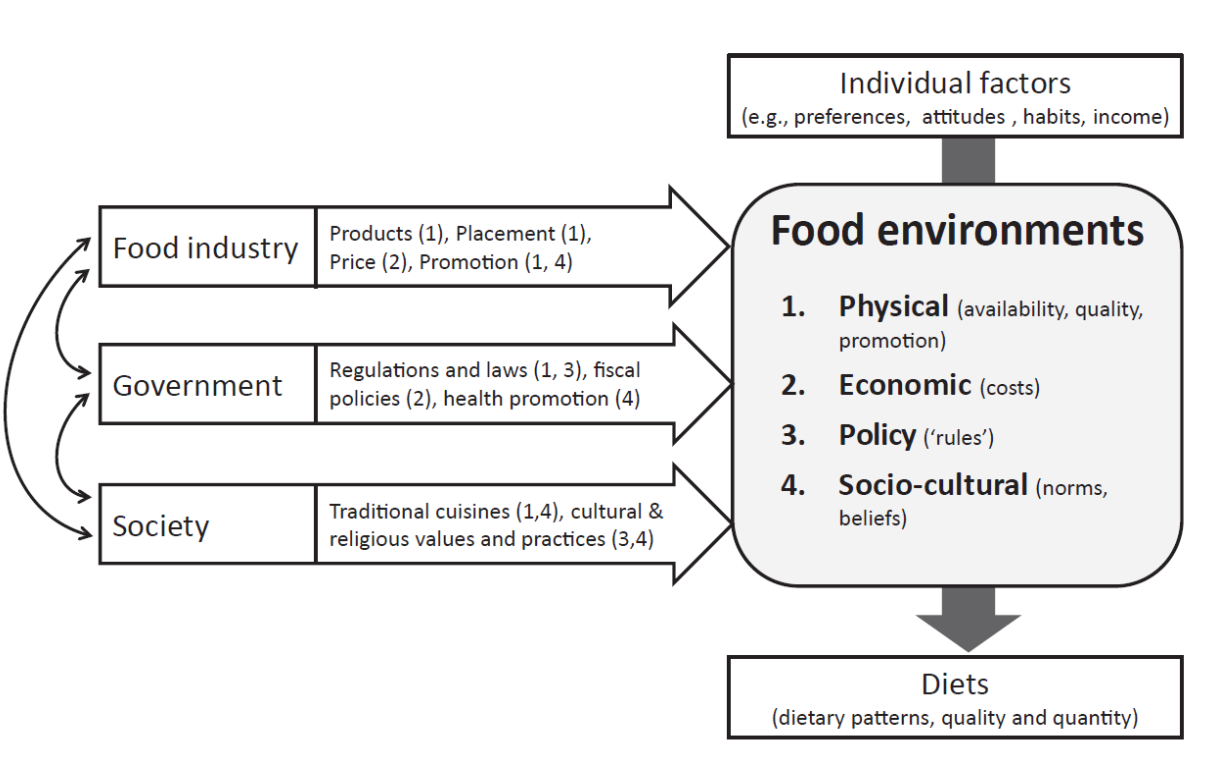 Individual factors
(e.g., preferences, attitudes , habits, income)
Food industry
Products (1), Placement (1),
Price (2), Promotion (1, 4)
Government
Regulations and laws (1, 3), fiscal
policies (2), health promotion (4)
Society
Traditional cuisines (1,4), cultural &
religious values and practices (3,4)
Food environments
1. Physical (availability, quality,
promotion)
2. Economic (costs)
3. Policy (‘rules’)
4. Socio-cultural (norms,
beliefs)
Diets
(dietary patterns, quality and quantity)